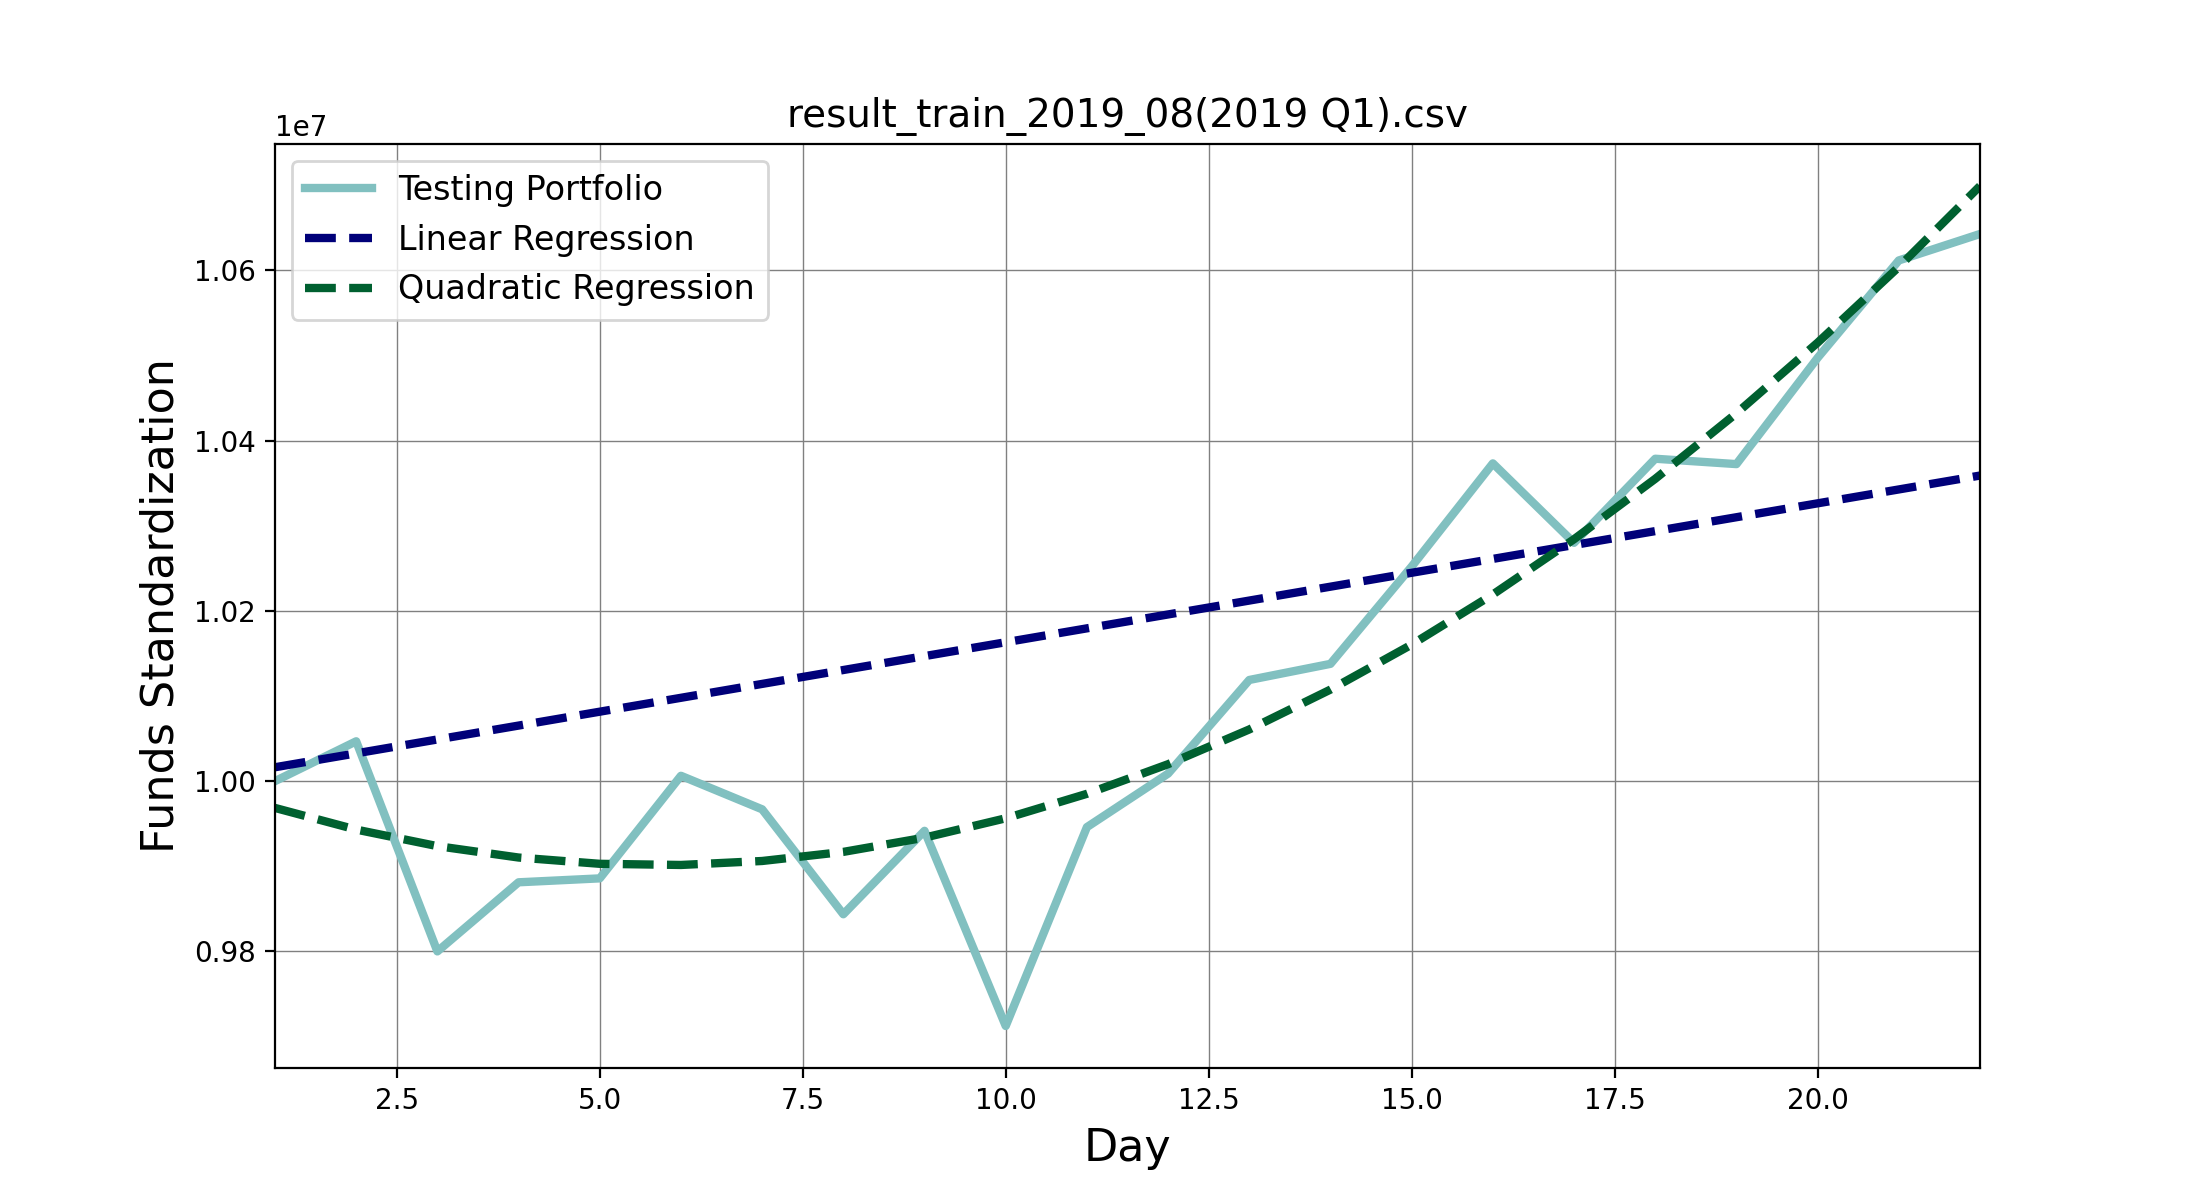 result_train_2019_08(2019 Q1).csv
1e7
Testing Portfolio
Linear Regression
Quadratic Regression
1.06
1.04
1.02
1.00
0.98
Funds Standardization
2.5 5.0 7.5 10.0 12.5 15.0 17.5 20.0
Day